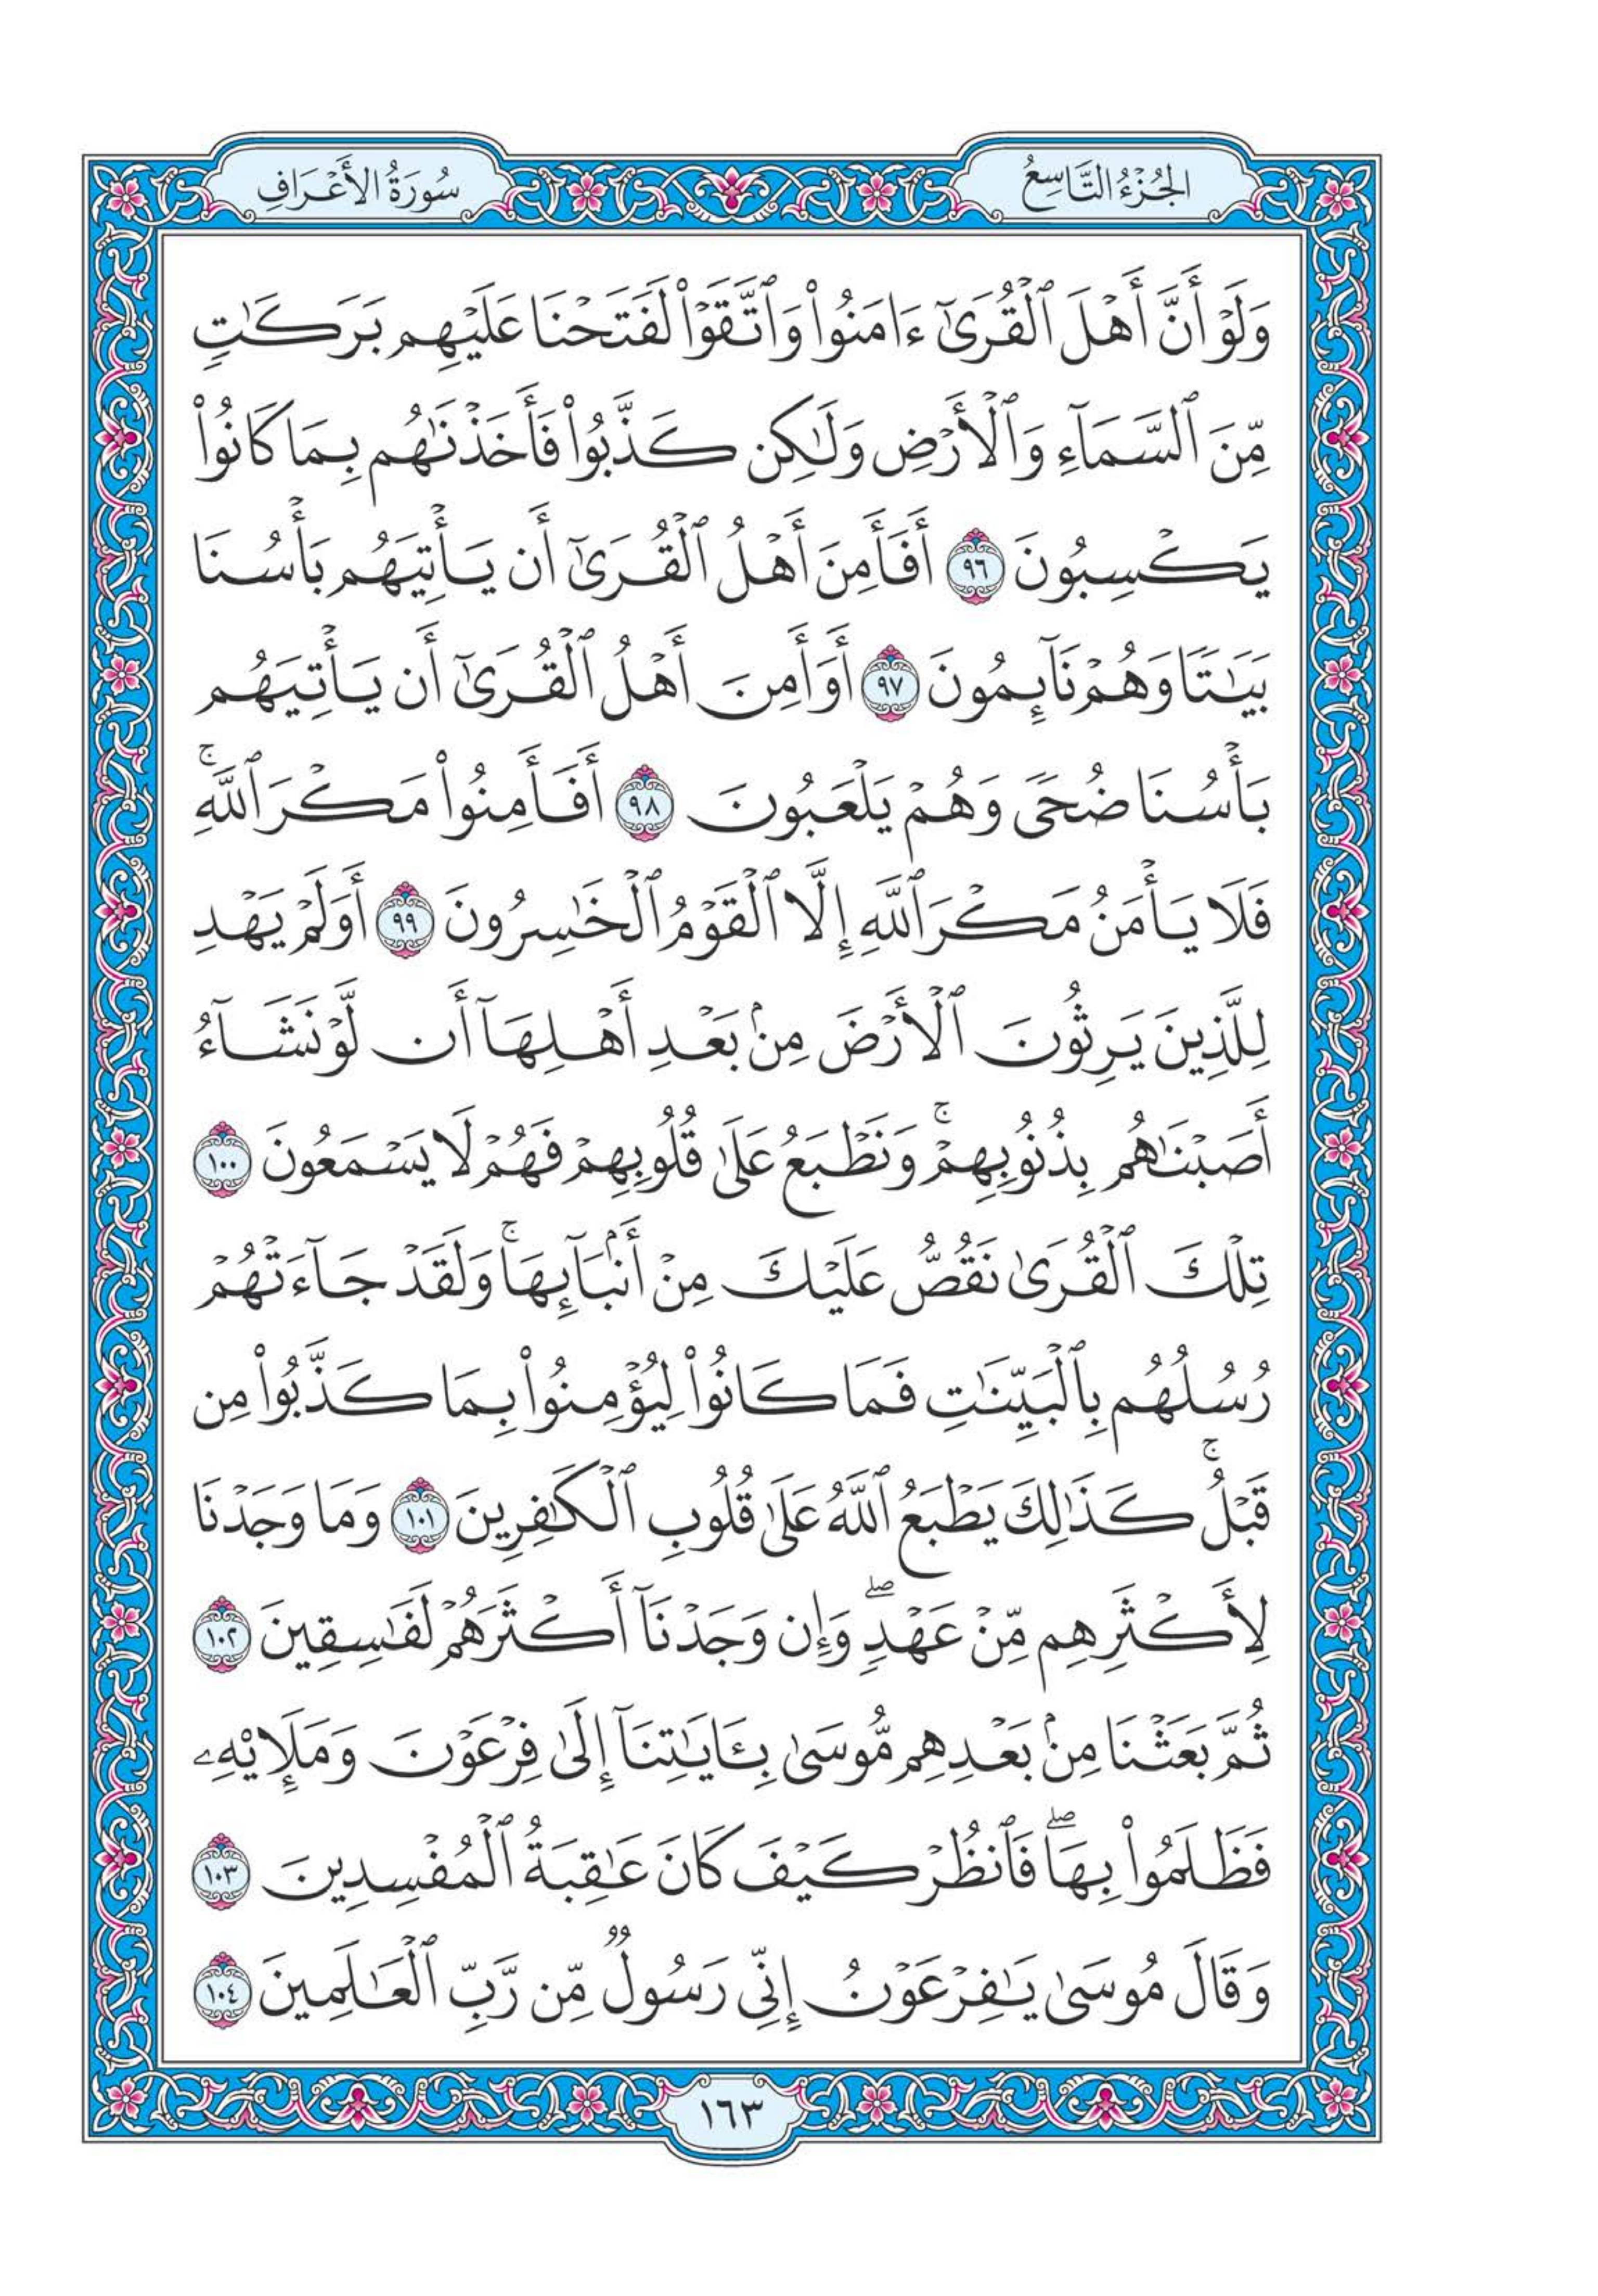 الجُزْءُ التَّاسِعُ
سُورَةُ الأَعْرَافِ
وَلَوْ أَنَّ أَهْلَ ٱلْقُرَىٰٓ ءَامَنُوا۟ وَٱتَّقَوْا۟ لَفَتَحْنَا عَلَيْهِم بَرَكَـٰتٍ
مِّنَ ٱلسَّمَآءِ وَٱلْأَرْضِ وَلَـٰكِن كَذَّبُوا۟ فَأَخَذْنَـٰهُم بِمَا كَانُوا۟
يَكْسِبُونَ ٩٦ أَفَأَمِنَ أَهْلُ ٱلْقُرَىٰٓ أَن يَأْتِيَهُم بَأْسُنَا
بَيَـٰتًا وَهُمْ نَآئِمُونَ ٩٧ أَوَأَمِنَ أَهْلُ ٱلْقُرَىٰٓ أَن يَأْتِيَهُم
بَأْسُنَا ضُحًى وَهُمْ يَلْعَبُونَ ٩٨ أَفَأَمِنُوا۟ مَكْرَ ٱللَّهِ ۚ
فَلَا يَأْمَنُ مَكْرَ ٱللَّهِ إِلَّا ٱلْقَوْمُ ٱلْخَـٰسِرُونَ ٩٩ أَوَلَمْ يَهْدِ
لِلَّذِينَ يَرِثُونَ ٱلْأَرْضَ مِنۢ بَعْدِ أَهْلِهَآ أَن لَّوْ نَشَآءُ
أَصَبْنَـٰهُم بِذُنُوبِهِمْ ۚ وَنَطْبَعُ عَلَىٰ قُلُوبِهِمْ فَهُمْ لَا يَسْمَعُونَ ١٠٠
تِلْكَ ٱلْقُرَىٰ نَقُصُّ عَلَيْكَ مِنْ أَنۢبَآئِهَا ۚ وَلَقَدْ جَآءَتْهُمْ
رُسُلُهُم بِٱلْبَيِّنَـٰتِ فَمَا كَانُوا۟ لِيُؤْمِنُوا۟ بِمَا كَذَّبُوا۟ مِن
قَبْلُ ۚ كَذَٰلِكَ يَطْبَعُ ٱللَّهُ عَلَىٰ قُلُوبِ ٱلْكَـٰفِرِينَ ١٠١ وَمَا وَجَدْنَا
لِأَكْثَرِهِم مِّنْ عَهْدٍ ۖ وَإِن وَجَدْنَآ أَكْثَرَهُمْ لَفَـٰسِقِينَ ١٠٢
ثُمَّ بَعَثْنَا مِنۢ بَعْدِهِم مُّوسَىٰ بِـَٔايَـٰتِنَآ إِلَىٰ فِرْعَوْنَ وَمَلَإِي۟هِۦ
فَظَلَمُوا۟ بِهَا ۖ فَٱنظُرْ كَيْفَ كَانَ عَـٰقِبَةُ ٱلْمُفْسِدِينَ ١٠٣
وَقَالَ مُوسَىٰ يَـٰفِرْعَوْنُ إِنِّى رَسُولٌ مِّن رَّبِّ ٱلْعَـٰلَمِينَ ١٠٤
١٦٣